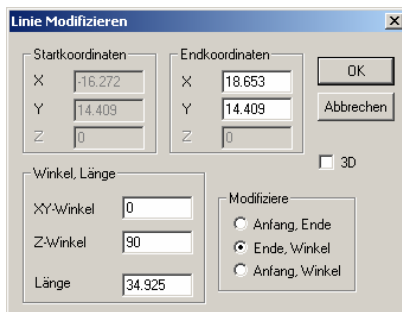 Linie Modifizieren
Startkoordinaten
X -16.272
Y 14.409
Z 0
Endkoordinaten
X 18.653
Y 14.409
Z 0
OK
Abbrechen
3D
Winkel, Länge
XY-Winkel 0
Z-Winkel 90
Länge 34.925
Modifiziere
Anfang, Ende
Ende, Winkel
Anfang, Winkel